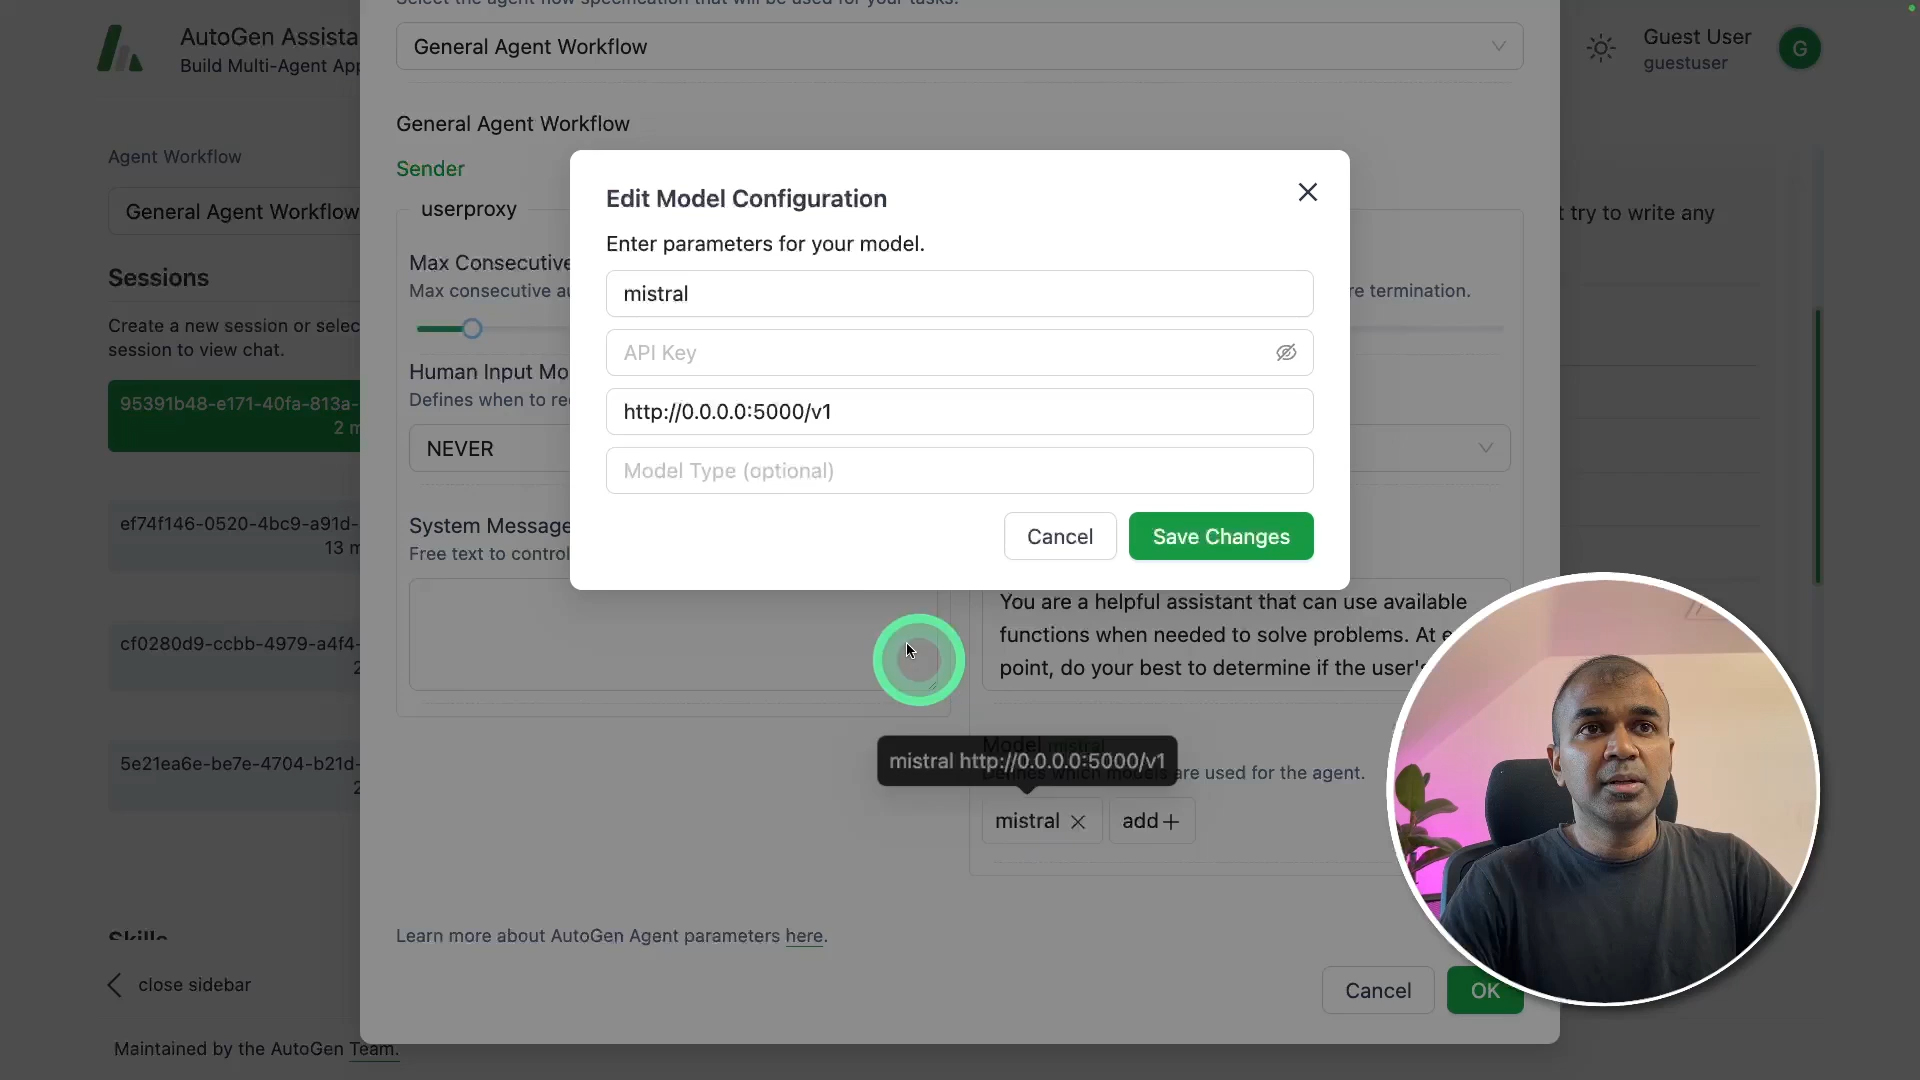 General Agent Workflow
AutoGen Assista
Build Multi-Agent App
Guest User
guestuser
G
General Agent Workflow
Agent Workflow
General Agent Workflow
Sender
userproxy
Edit Model Configuration
Enter parameters for your model.
mistral
API Key
http://0.0.0.0:5000/v1
Model Type (optional)
Cancel
Save Changes
t try to write any
Max Consecutive
Max consecutive au
re termination.
Human Input Mo
Defines when to re
NEVER
System Message
Free text to control
Sessions
Create a new session or selec
session to view chat.
95391b48-e171-40fa-813a-
2 m
ef74f146-0520-4bc9-a91d-
13 m
cf0280d9-ccbb-4979-a4f4-
2
5e21ea6e-be7e-4704-b21d-
2
You are a helpful assistant that can use available
functions when needed to solve problems. At e
point, do your best to determine if the user's
Model mistral
mistral http://0.0.0.0:5000/v1
are used for the agent.
mistral
add
Skills
close sidebar
Learn more about AutoGen Agent parameters here.
Cancel
OK
Maintained by the AutoGen Team.